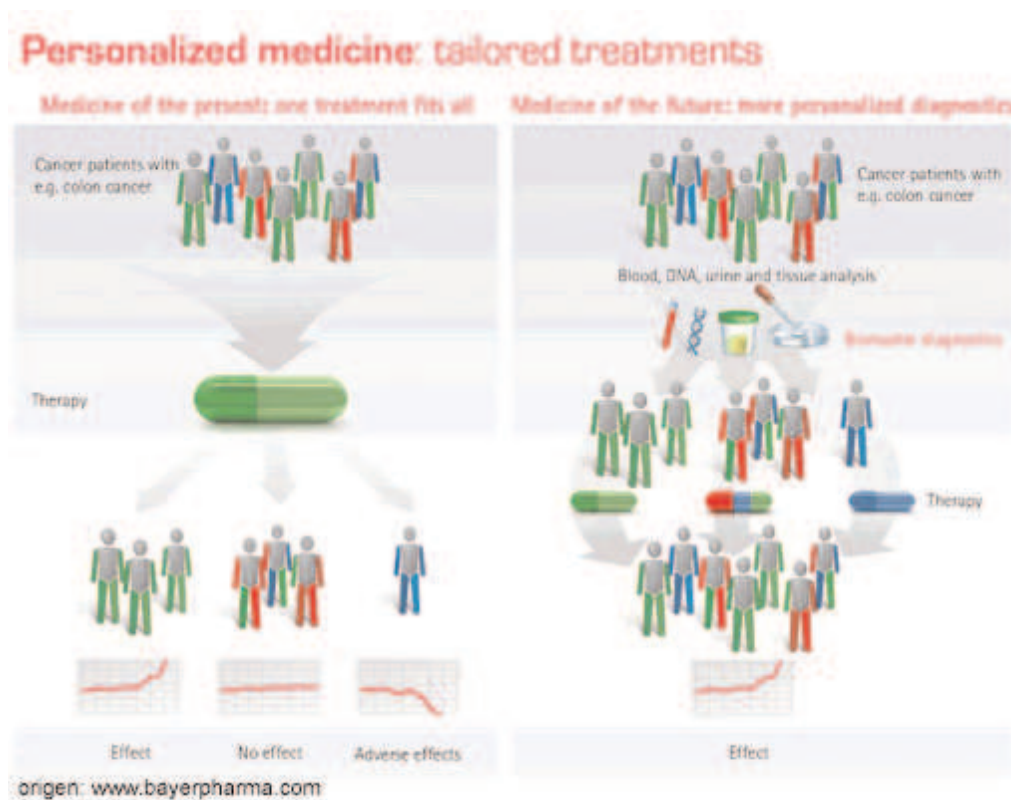 Personalized medicine: tailored treatments
Medicine of the present: one treatment fits all
Medicine of the future: more personalized diagnostics
Cancer patients with
e.g. colon cancer
Cancer patients with
e.g. colon cancer
Blood, DNA, urine and tissue analysis
diagnostics
Therapy
Therapy
Effect
No effect
Adverse effects
Effect
origen: www.bayerpharma.com